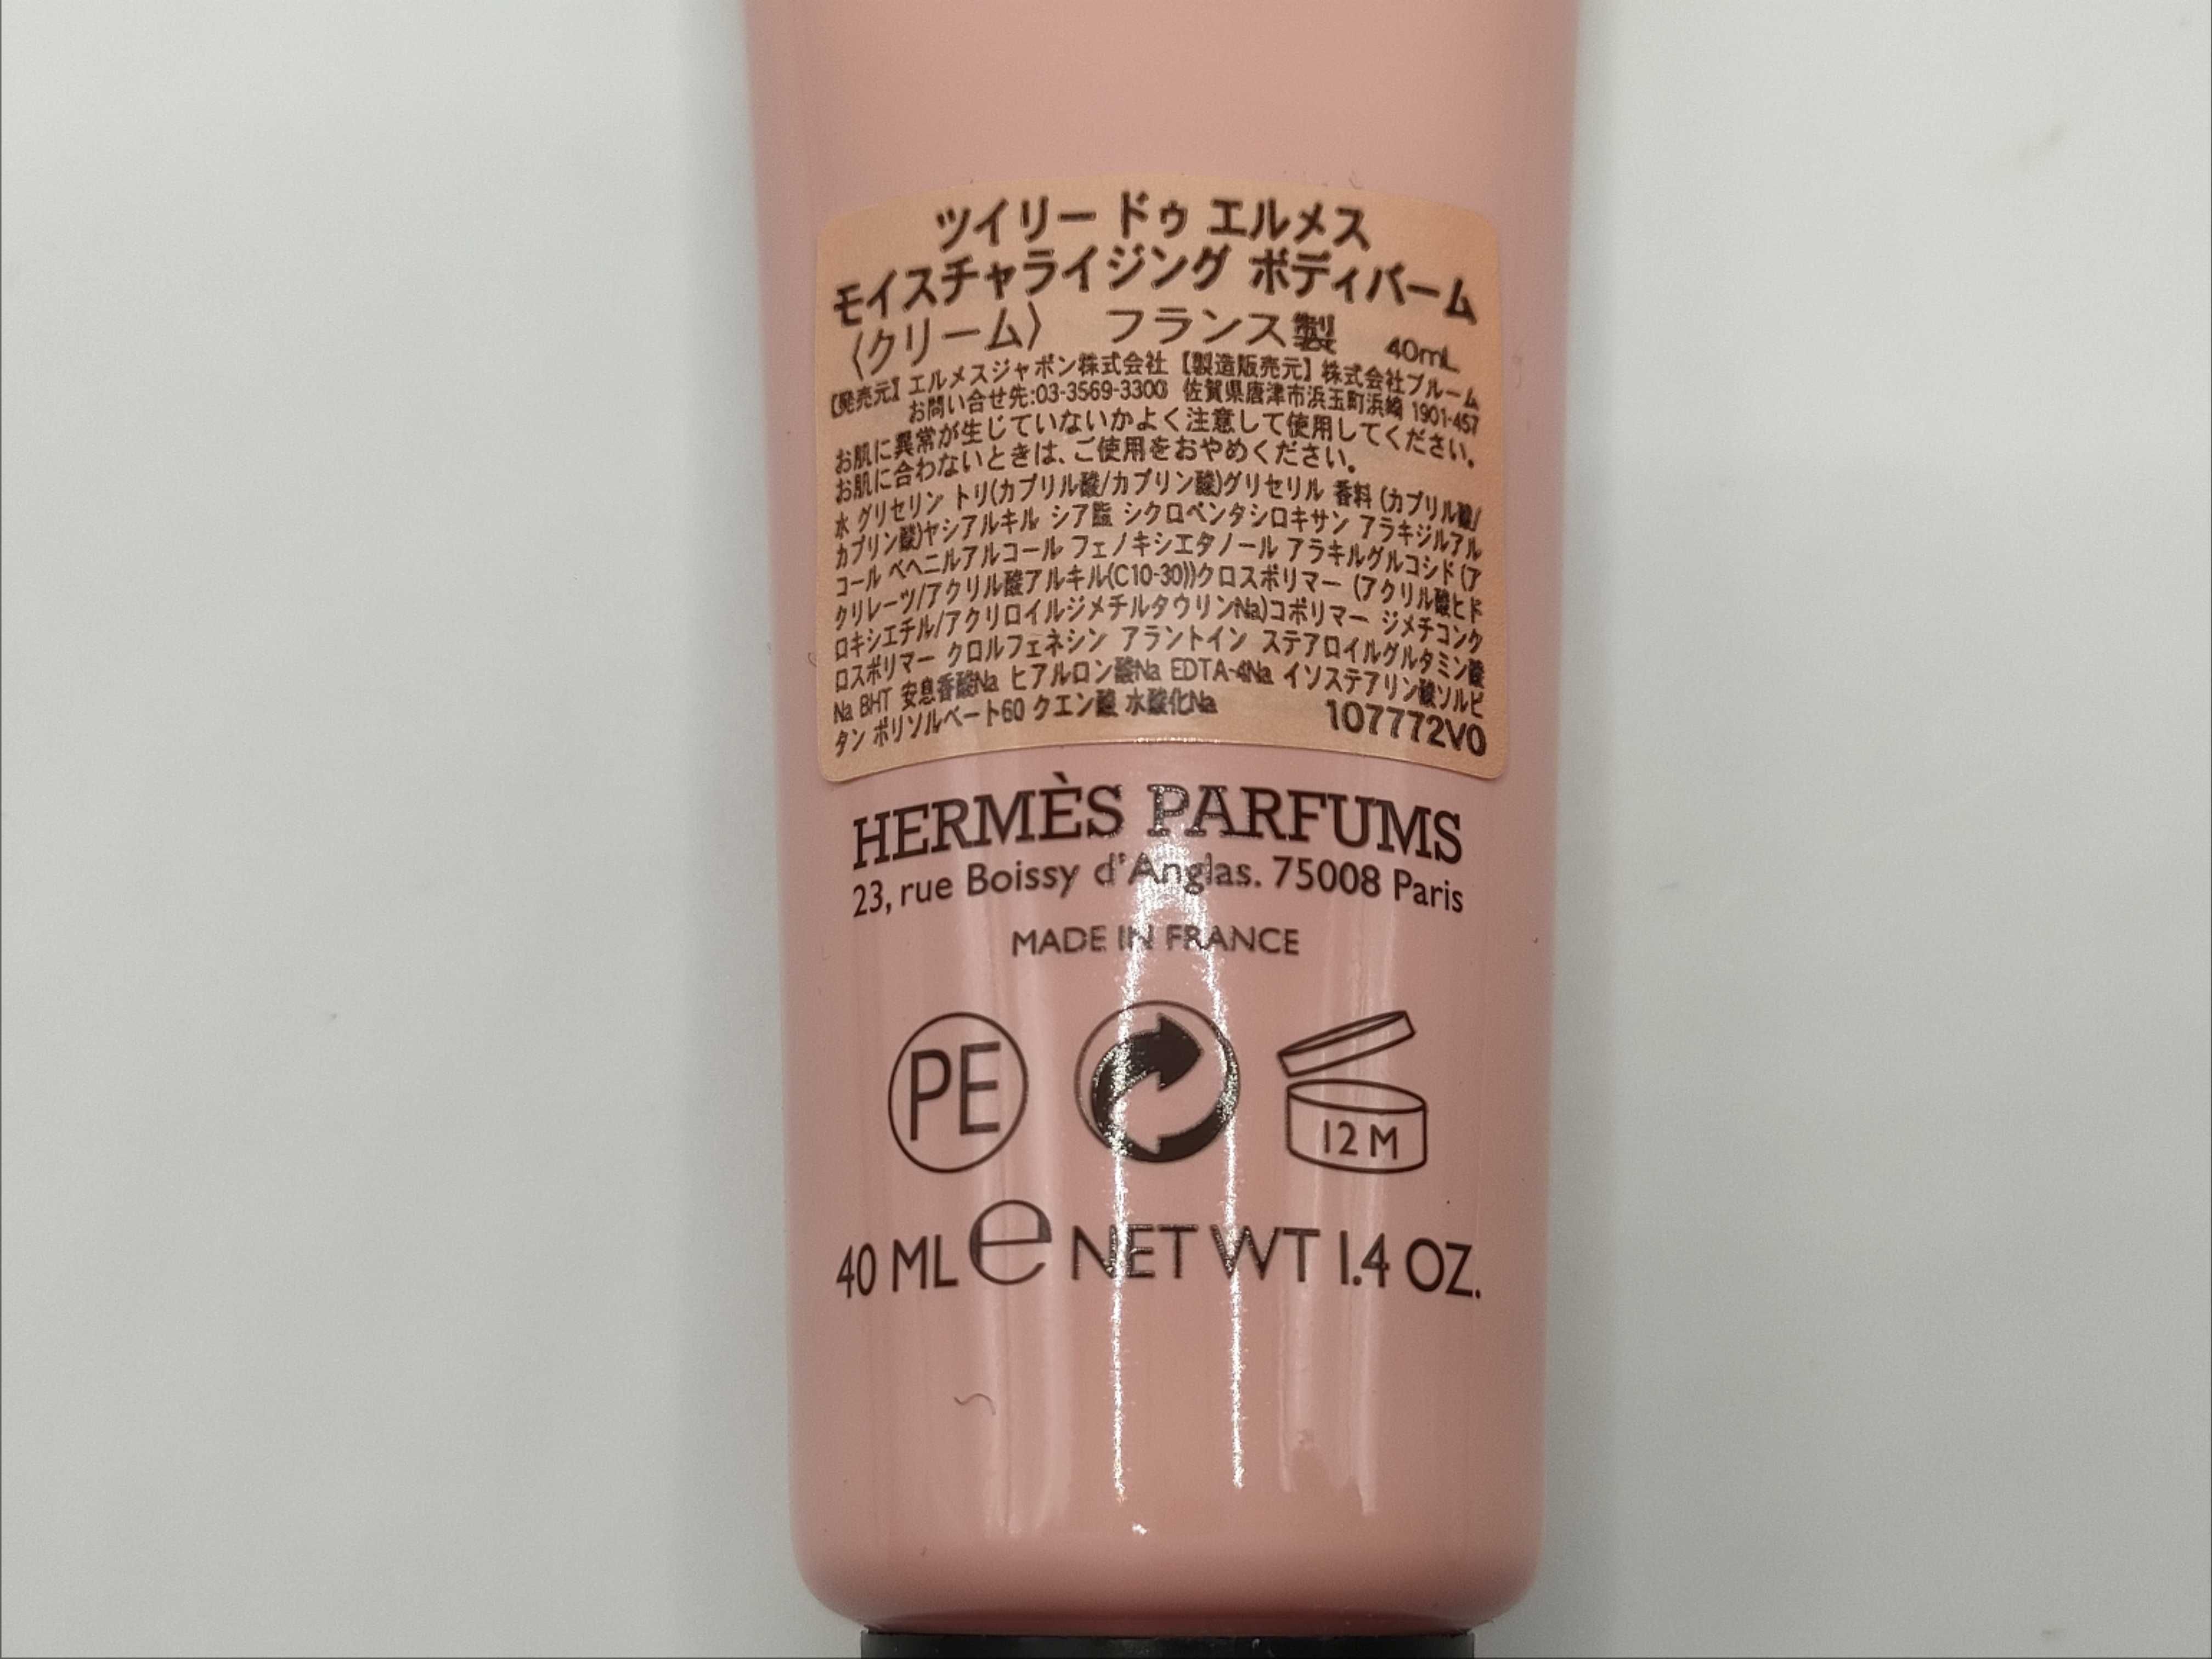 ツイリー ドゥ エルメス
モイスチャライジング ボディバーム
〈クリーム〉 フランス製 40mL
【発売元】エルメスジャポン株式会社 【製造販売元】株式会社ブルーム
お問い合せ先:03-3569-3300 佐賀県唐津市浜玉町浜崎 1901-457
お肌に異常が生じていないかよく注意して使用してください。
お肌に合わないときは、ご使用をおやめください。
水 グリセリン トリ(カプリル酸/カプリン酸)グリセリル 香料 (カプリル酸/
カプリン酸)ヤシアルキル シア脂 シクロペンタシロキサン アラキジルアル
コール ベヘニルアルコール フェノキシエタノール アラキルグルコシド (ア
クリレーツ/アクリル酸アルキル(C10-30))クロスポリマー (アクリル酸ヒド
ロキシエチル/アクリロイルジメチルタウリンNa)コポリマー ジメチコンク
ロスポリマー クロルフェネシン アラントイン ステアロイルグルタミン酸
Na BHT 安息香酸Na ヒアルロン酸Na EDTA-4Na イソステアリン酸ソルビ
タン ポリソルベート60 クエン酸 水酸化Na 107772V0
HERMÈS PARFUMS
23, rue Boissy d'Anglas. 75008 Paris
MADE IN FRANCE
PE
12 M
40 ML e NET WT 1.4 OZ.